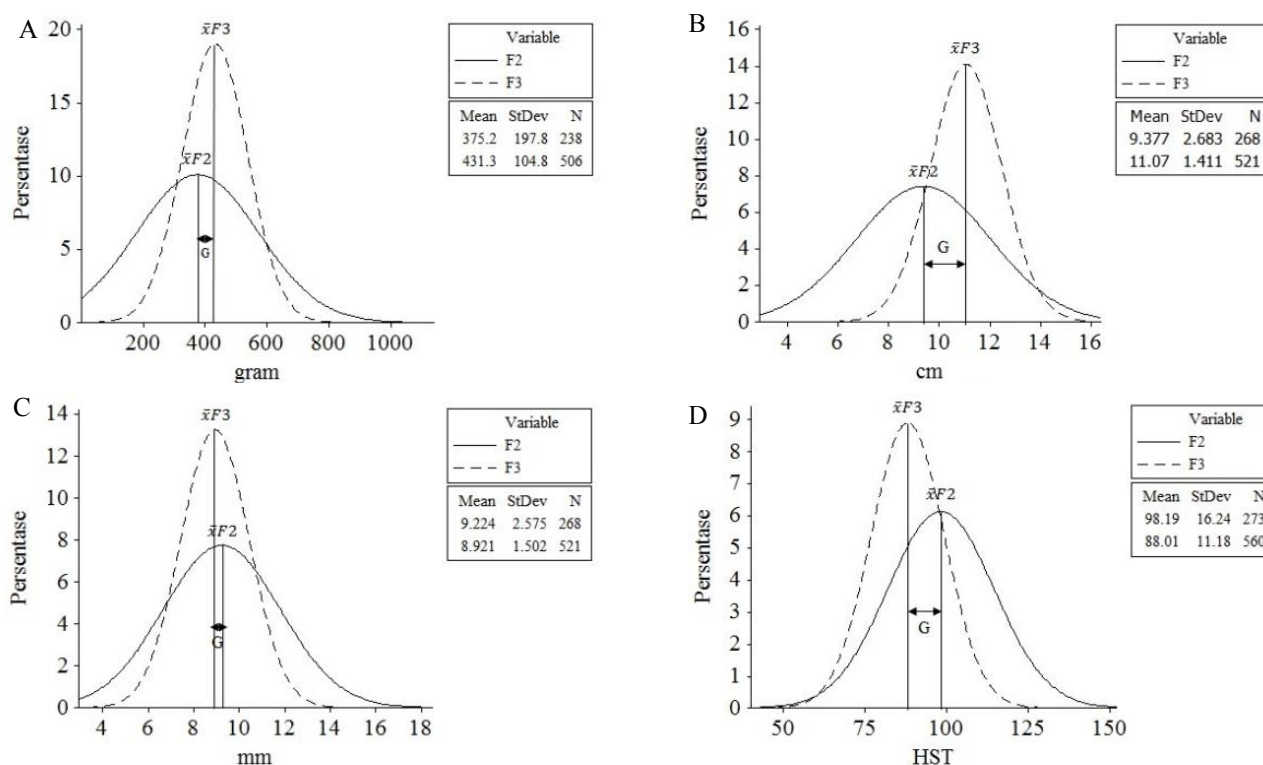 A
x̄F3
x̄F2
G
Persentase
20
15
10
5
0
200 400 600 800 1000
gram
Variable
F2
F3
Mean StDev N
375.2 197.8 238
431.3 104.8 506
B
x̄F3
x̄F2
G
Persentase
16
14
12
10
8
6
4
2
0
4 6 8 10 12 14 16
cm
Variable
F2
F3
Mean StDev N
9.377 2.683 268
11.07 1.411 521
C
x̄F3
x̄F2
G
Persentase
14
12
10
8
6
4
2
0
4 6 8 10 12 14 16 18
mm
Variable
F2
F3
Mean StDev N
9.224 2.575 268
8.921 1.502 521
D
x̄F3
x̄F2
G
Persentase
9
8
7
6
5
4
3
2
1
0
50 75 100 125 150
HST
Variable
F2
F3
Mean StDev N
98.19 16.24 273
88.01 11.18 560